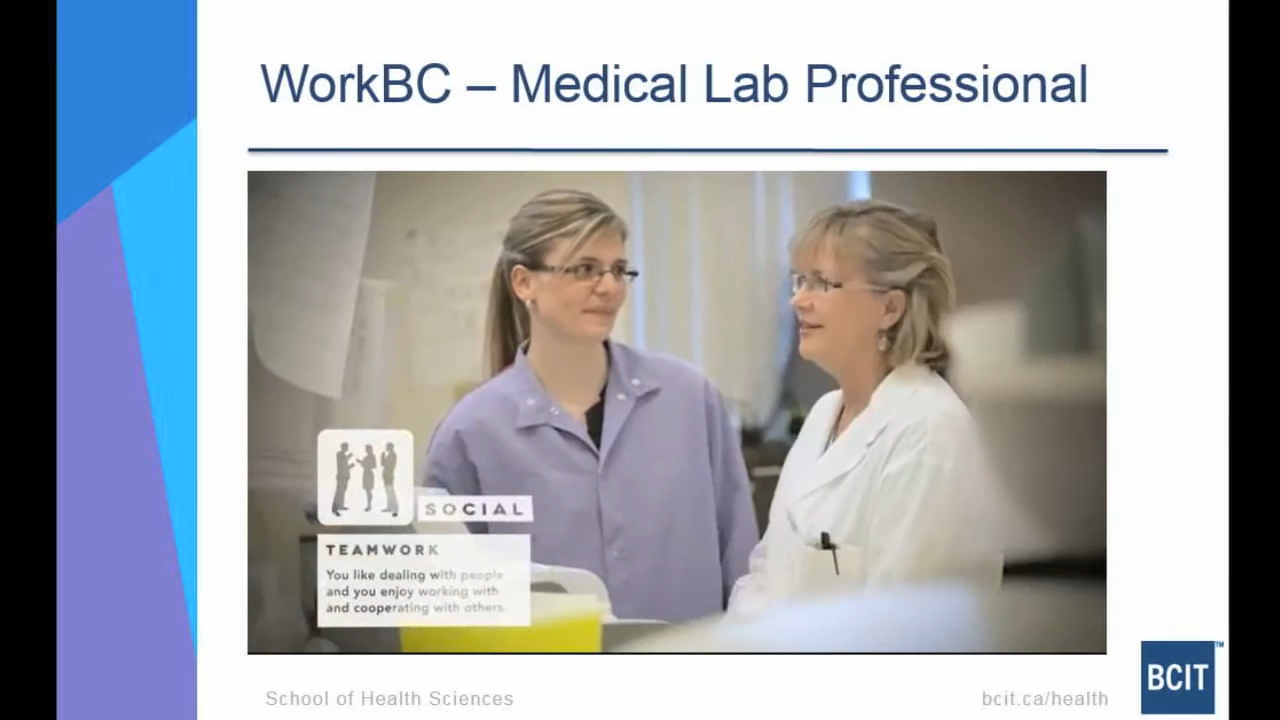 WorkBC – Medical Lab Professional
SOCIAL
TEAMWORK
You like dealing with people
and you enjoy working with
and cooperating with others.
School of Health Sciences
bcit.ca/health
BCIT™